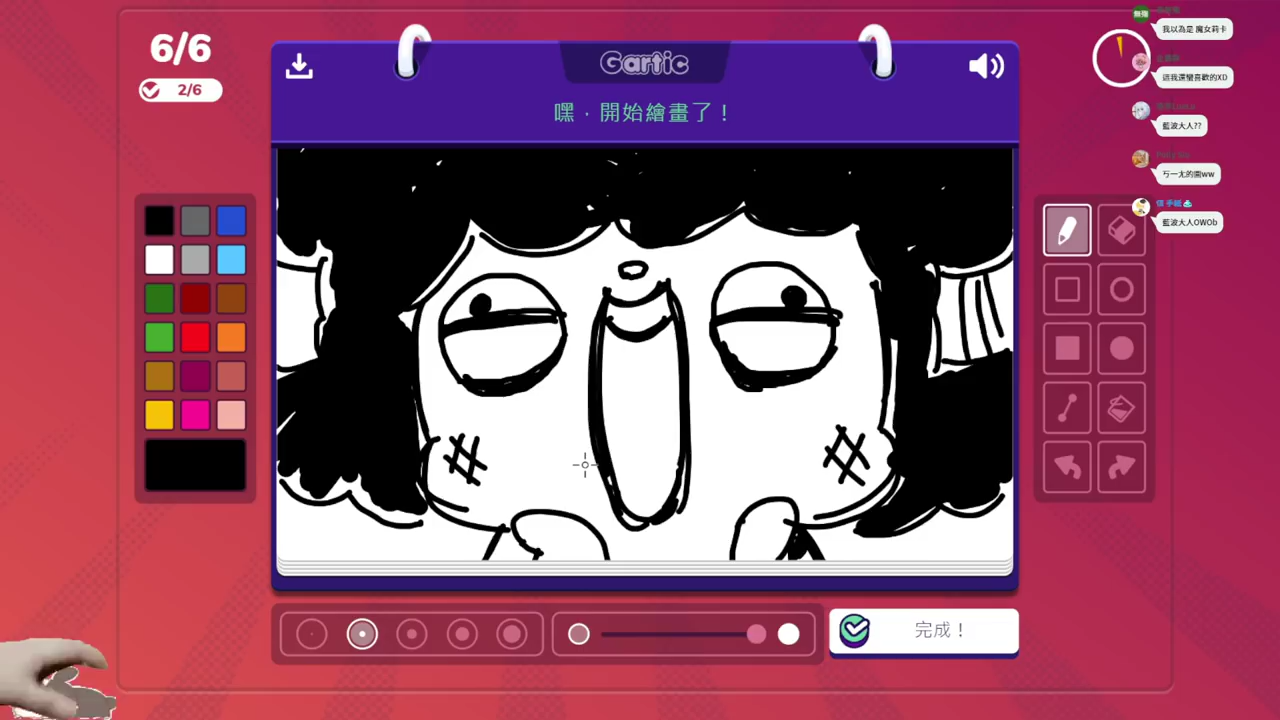 6/6
2/6
Gartic
嘿，開始繪畫了！
完成！
無殤
我以為是 魔女莉卡
這我還蠻喜歡的XD
藍波大人??
ㄎㄧㄤ的圖ww
藍波大人OWOb